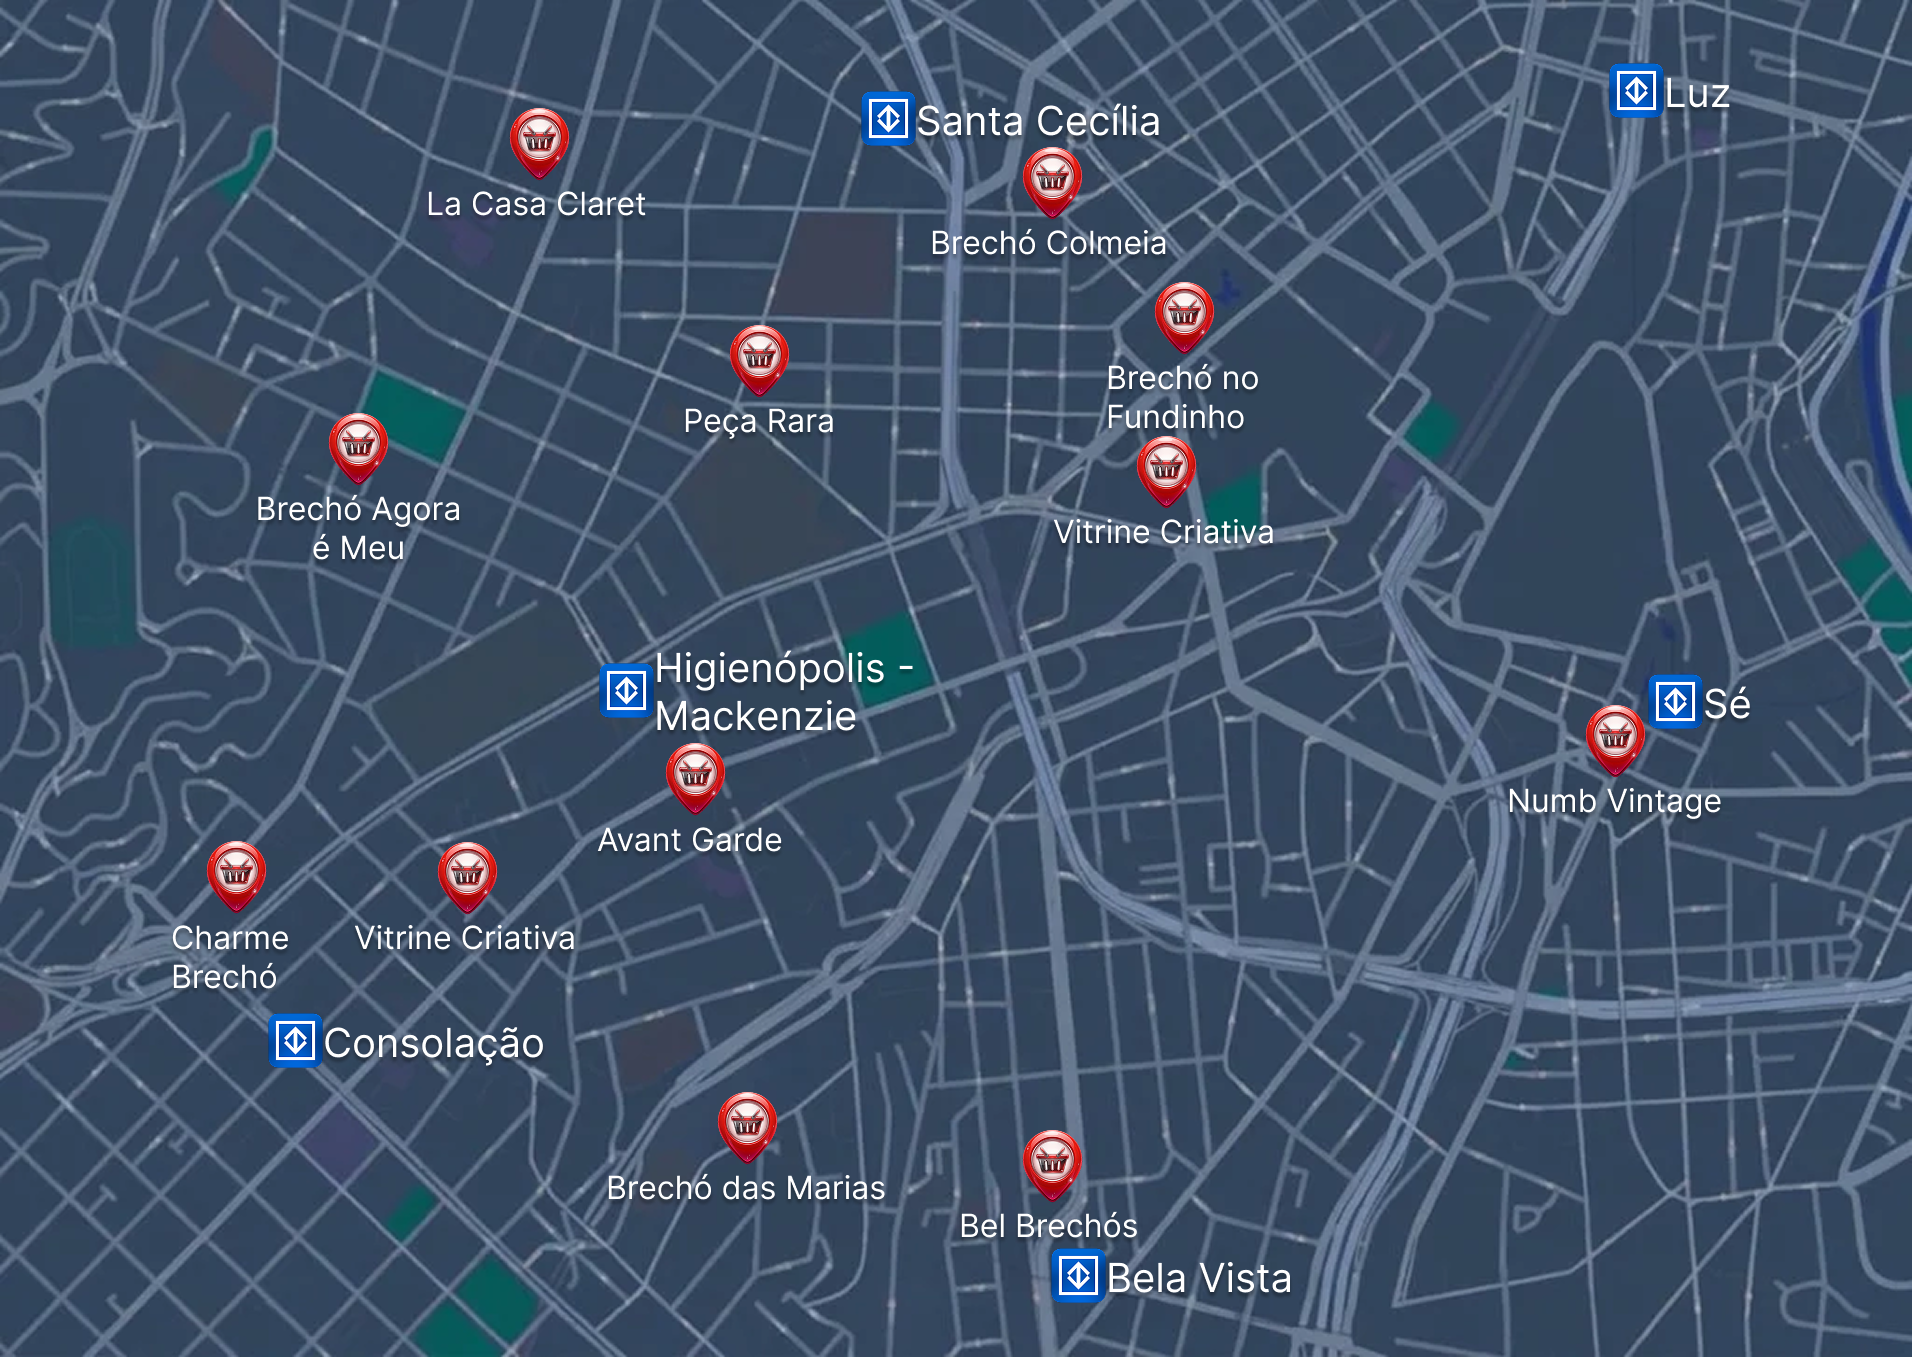 Luz
Santa Cecília
La Casa Claret
Brechó Colmeia
Brechó no
Fundinho
Peça Rara
Brechó Agora
é Meu
Vitrine Criativa
Higienópolis -
Mackenzie
Sé
Numb Vintage
Avant Garde
Charme
Brechó
Vitrine Criativa
Consolação
Brechó das Marias
Bel Brechós
Bela Vista